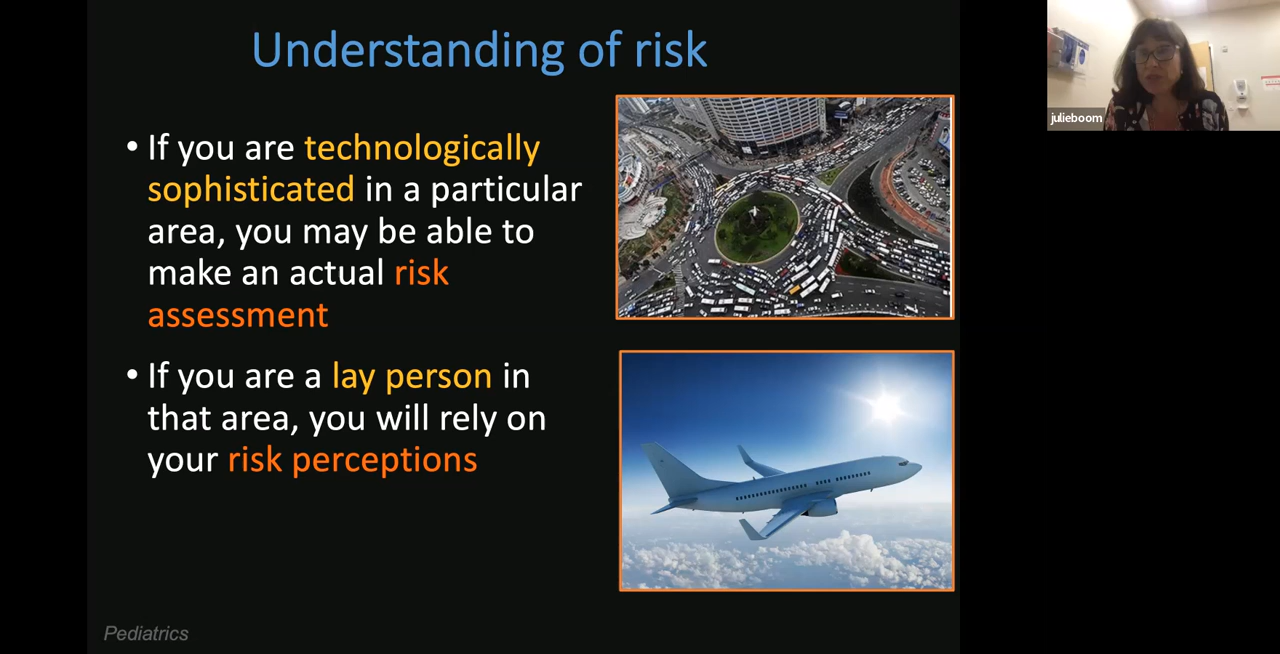 Understanding of risk
• If you are technologically
sophisticated in a particular
area, you may be able to
make an actual risk
assessment
• If you are a lay person in
that area, you will rely on
your risk perceptions
Pediatrics
julieboom